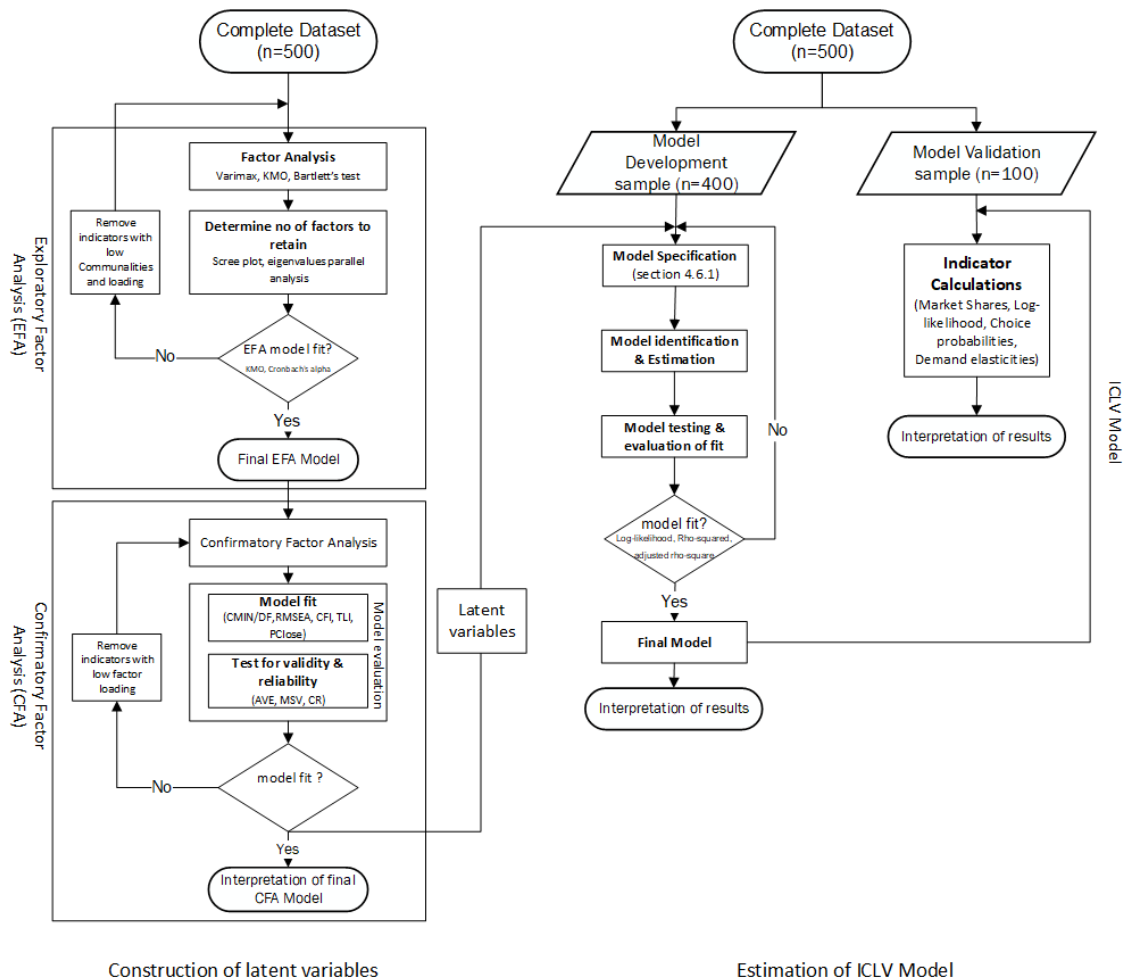 Complete Dataset
(n=500)
Factor Analysis
Varimax, KMO, Bartlett's test
Determine no of factors to
retain
Scree plot, eigenvalues parallel
analysis
Remove
indicators with
low
Communalities
and loading
No
EFA model fit?
KMO, Cronbach's alpha
Yes
Final EFA Model
Exploratory Factor
Analysis (EFA)
Confirmatory Factor Analysis
Model fit
(CMIN/DF,RMSEA, CFI, TLI,
PClose)
Test for validity &
reliability
(AVE, MSV, CR)
Model evaluation
Remove
indicators with
low factor
loading
No
model fit ?
Yes
Interpretation of final
CFA Model
Confirmatory Factor
Analysis (CFA)
Construction of latent variables
Latent
variables
Complete Dataset
(n=500)
Model
Development
sample (n=400)
Model Validation
sample (n=100)
Model Specification
(section 4.6.1)
Model identification
& Estimation
Model testing &
evaluation of fit
No
model fit?
Log-likelihood, Rho-squared,
adjusted rho-square
Yes
Final Model
Interpretation of results
Indicator
Calculations
(Market Shares, Log-
likelihood, Choice
probabilities,
Demand elasticities)
Interpretation of results
ICLV Model
Estimation of ICLV Model